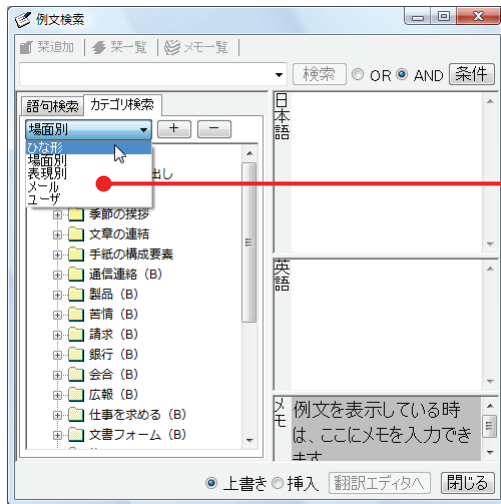 例文検索
栞追加 栞一覧 メモ一覧
検索 OR AND 条件
語句検索 カテゴリ検索
場面別 + -
ひな形
場面別
表現別
メール
ユーザ
出し
季節の挨拶
文章の連結
手紙の構成要素
通信連絡 (B)
製品 (B)
苦情 (B)
請求 (B)
銀行 (B)
会合 (B)
広報 (B)
仕事を求める (B)
文書フォーム (B)
日本語
英語
メモ
例文を表示している時
は、ここにメモを入力でき
ます
上書き 挿入 翻訳エディタへ 閉じる